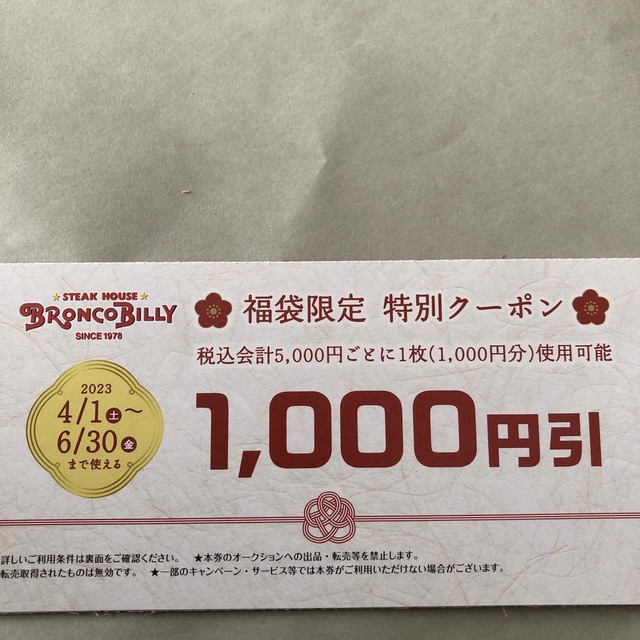 ★STEAK HOUSE★
BRONCO BILLY
SINCE 1978
福袋限定 特別クーポン
税込会計5,000円ごとに1枚(1,000円分)使用可能
2023
4/1土〜
6/30金
まで使える
1,000円引
詳しいご利用条件は裏面をご確認ください。 ★本券のオークションへの出品・転売等を禁止します。
転売取得されたものは無効です。 ★一部のキャンペーン・サービス等では本券がご利用いただけない場合がございます。